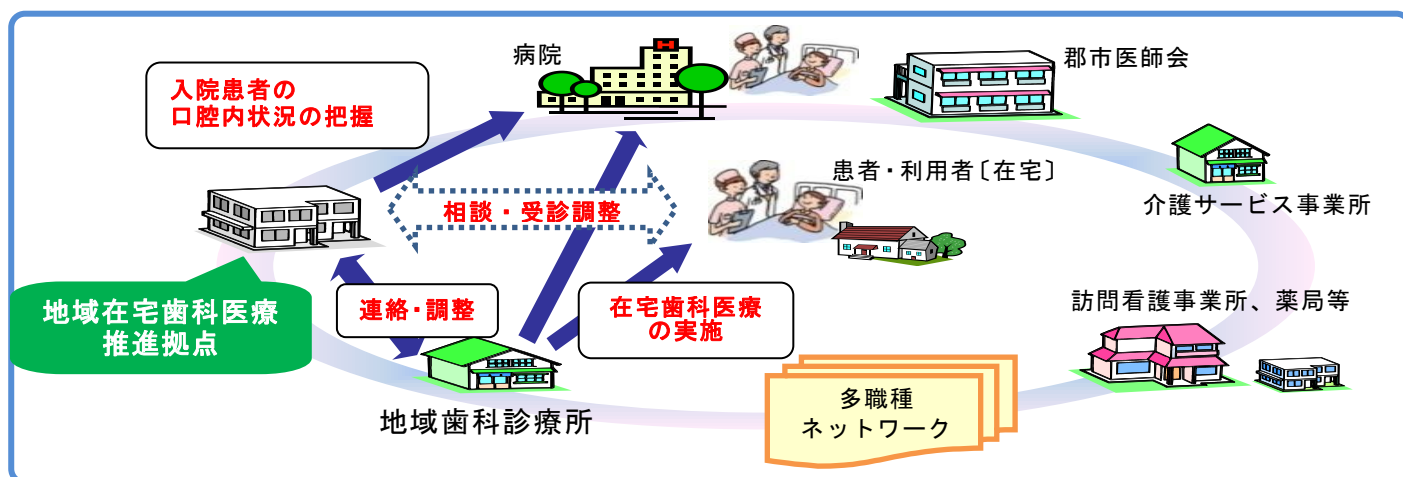 病院
郡市医師会
入院患者の
口腔内状況の把握
患者・利用者〔在宅〕
介護サービス事業所
相談・受診調整
地域在宅歯科医療
推進拠点
連絡・調整
在宅歯科医療
の実施
訪問看護事業所、薬局等
地域歯科診療所
多職種
ネットワーク